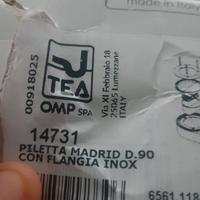 made in Italy
00918025
TEA
OMP SPA
Via XI Febbraio 18
25065 Lumezzane
ITALY
14731
PILETTA MADRID D.90
CON FLANGIA INOX
6561 118